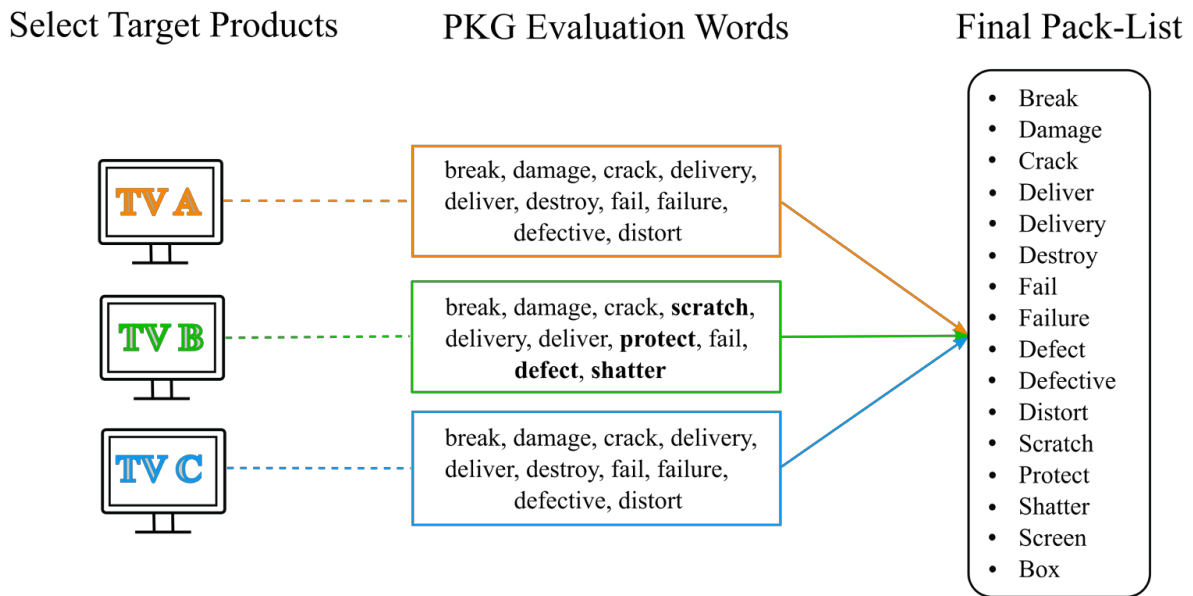 Select Target Products
PKG Evaluation Words
Final Pack-List
TV A
break, damage, crack, delivery,
deliver, destroy, fail, failure,
defective, distort
TV B
break, damage, crack, scratch,
delivery, deliver, protect, fail,
defect, shatter
TV C
break, damage, crack, delivery,
deliver, destroy, fail, failure,
defective, distort
• Break
• Damage
• Crack
• Deliver
• Delivery
• Destroy
• Fail
• Failure
• Defect
• Defective
• Distort
• Scratch
• Protect
• Shatter
• Screen
• Box